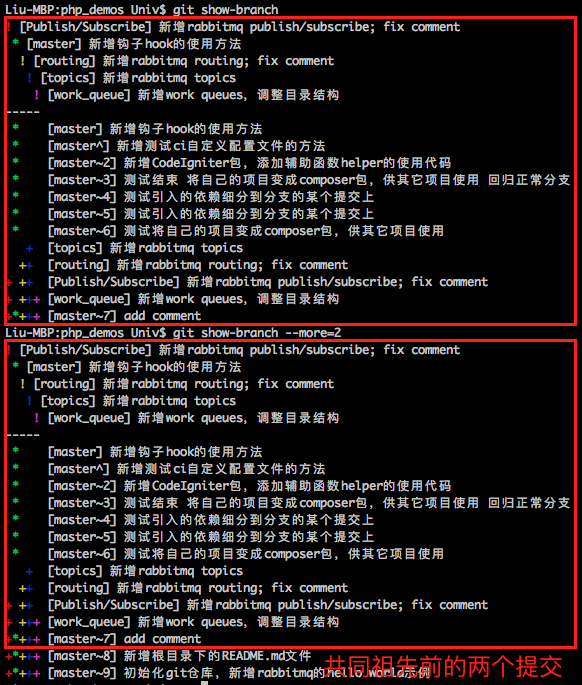 Liu-MBP:php_demos Univ$ git show-branch
! [Publish/Subscribe] 新增rabbitmq publish/subscribe; fix comment
 * [master] 新增钩子hook的使用方法
  ! [routing] 新增rabbitmq routing; fix comment
   ! [topics] 新增rabbitmq topics
    ! [work_queue] 新增work queues，调整目录结构
-----
 *    [master] 新增钩子hook的使用方法
 *    [master^] 新增测试ci自定义配置文件的方法
 *    [master~2] 新增CodeIgniter包，添加辅助函数helper的使用代码
 *    [master~3] 测试结束 将自己的项目变成composer包，供其它项目使用 回归正常分支
 *    [master~4] 测试引入的依赖细分到分支的某个提交上
 *    [master~5] 测试引入的依赖细分到分支的某个提交上
 *    [master~6] 测试将自己的项目变成composer包，供其它项目使用
   +  [topics] 新增rabbitmq topics
  ++  [routing] 新增rabbitmq routing; fix comment
+ ++  [Publish/Subscribe] 新增rabbitmq publish/subscribe; fix comment
+ +++ [work_queue] 新增work queues，调整目录结构
+*+++ [master~7] add comment
Liu-MBP:php_demos Univ$ git show-branch --more=2
! [Publish/Subscribe] 新增rabbitmq publish/subscribe; fix comment
 * [master] 新增钩子hook的使用方法
  ! [routing] 新增rabbitmq routing; fix comment
   ! [topics] 新增rabbitmq topics
    ! [work_queue] 新增work queues，调整目录结构
-----
 *    [master] 新增钩子hook的使用方法
 *    [master^] 新增测试ci自定义配置文件的方法
 *    [master~2] 新增CodeIgniter包，添加辅助函数helper的使用代码
 *    [master~3] 测试结束 将自己的项目变成composer包，供其它项目使用 回归正常分支
 *    [master~4] 测试引入的依赖细分到分支的某个提交上
 *    [master~5] 测试引入的依赖细分到分支的某个提交上
 *    [master~6] 测试将自己的项目变成composer包，供其它项目使用
   +  [topics] 新增rabbitmq topics
  ++  [routing] 新增rabbitmq routing; fix comment
+ ++  [Publish/Subscribe] 新增rabbitmq publish/subscribe; fix comment
+ +++ [work_queue] 新增work queues，调整目录结构
+*+++ [master~7] add comment
+*+++ [master~8] 新增根目录下的README.md文件
共同祖先前的两个提交
+*+++ [master~9] 初始化git仓库，新增rabbitmq的hello world示例